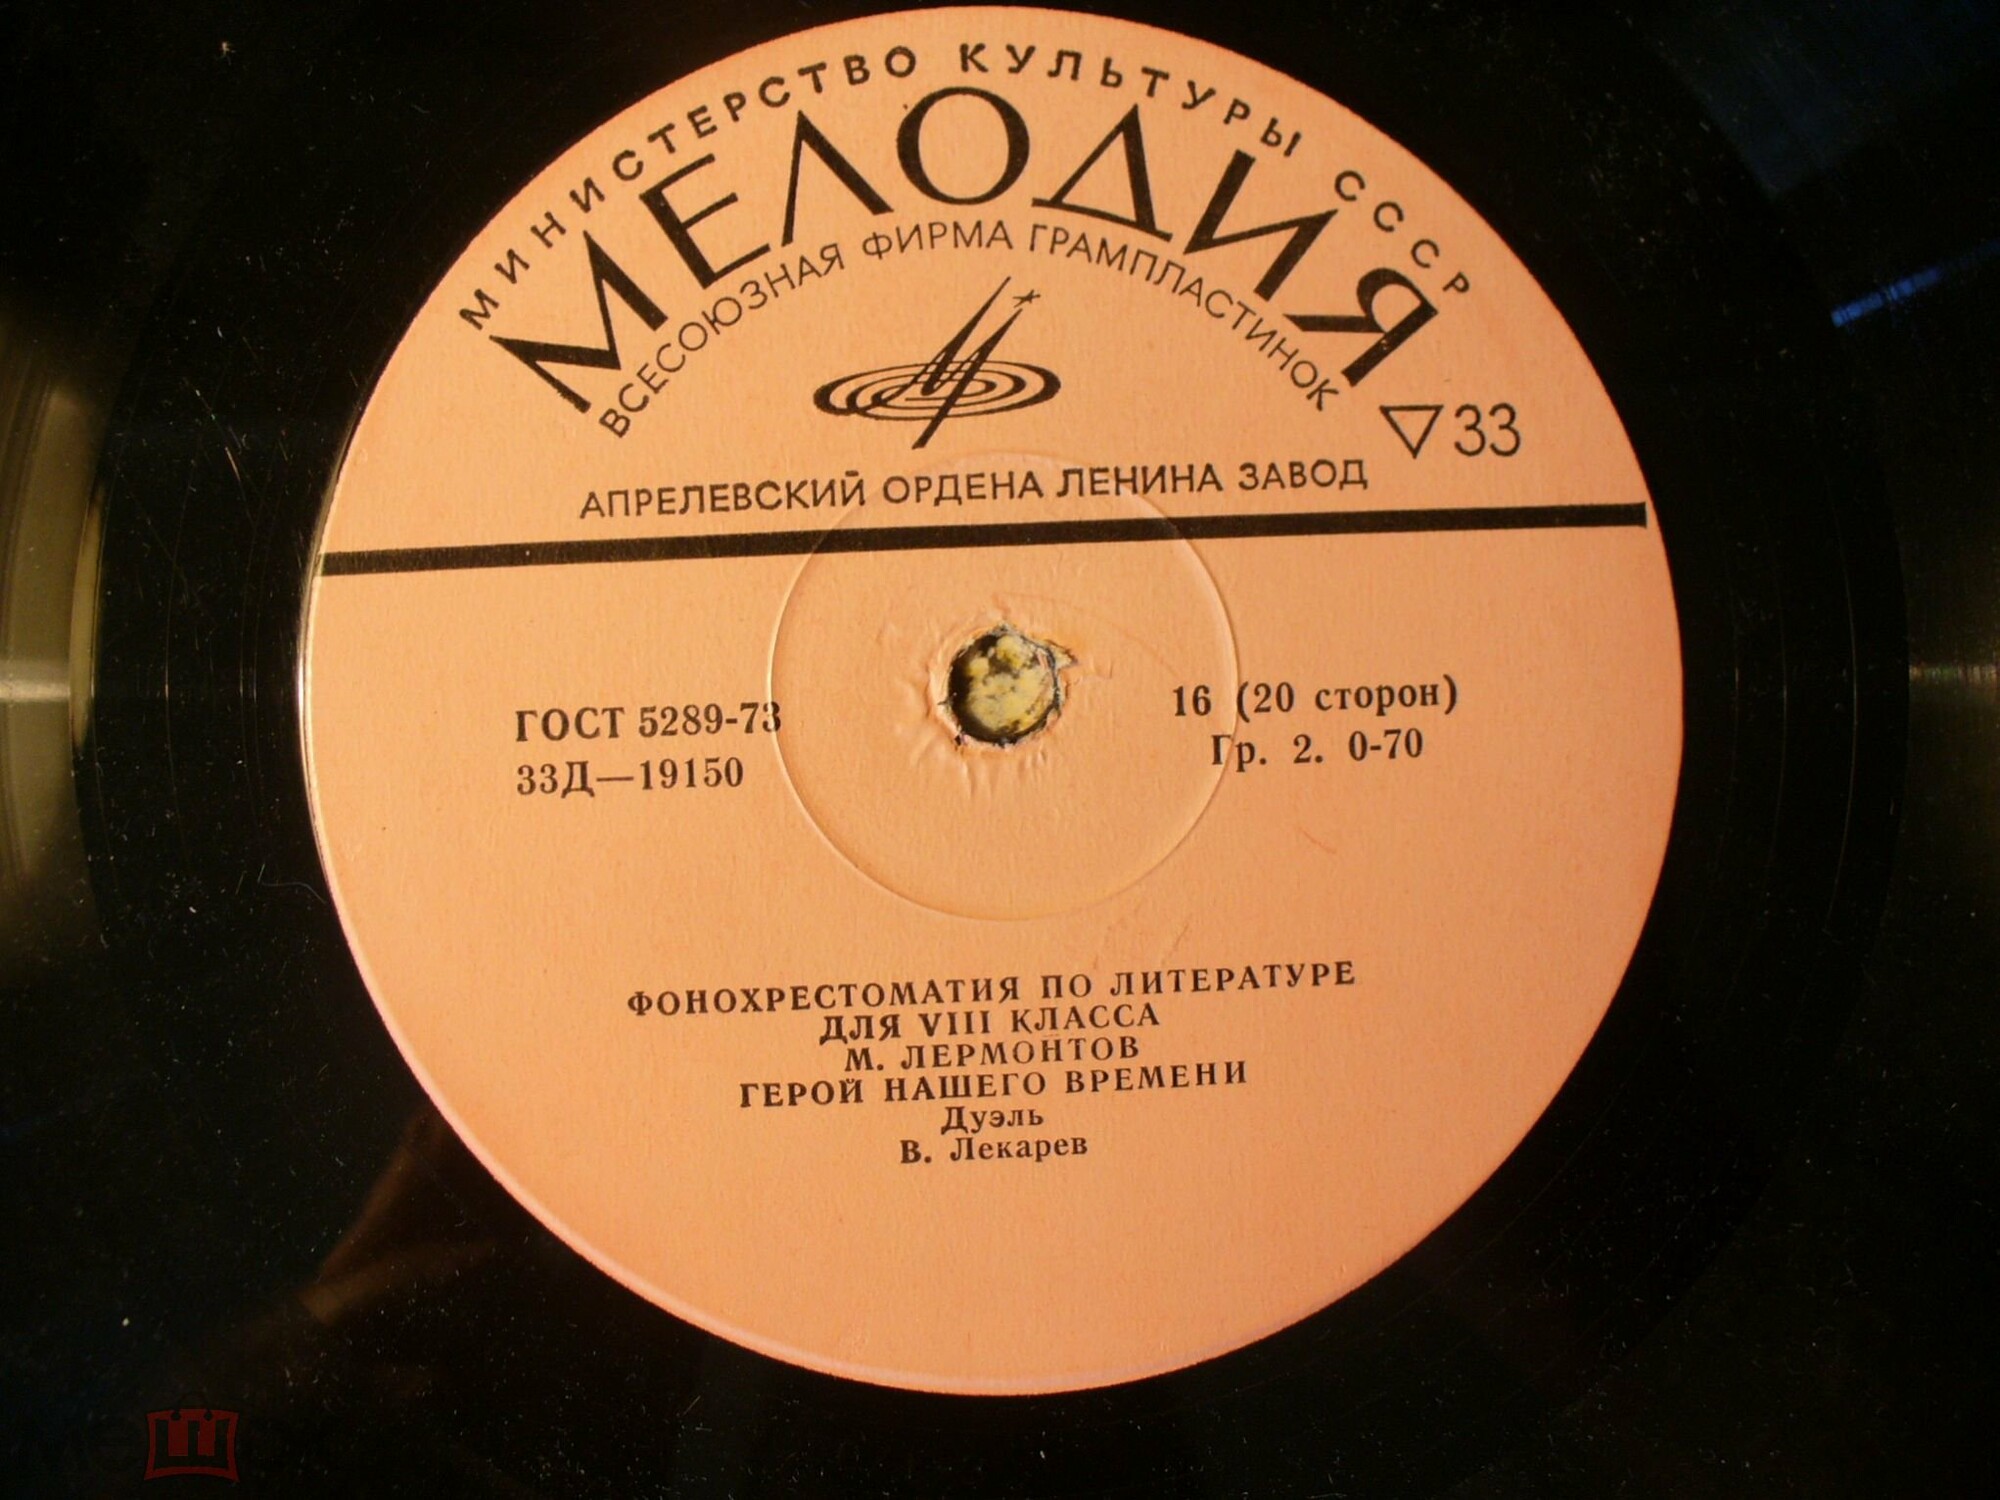 МИНИСТЕРСТВО КУЛЬТУРЫ СССР
МЕЛОДИЯ
ВСЕСОЮЗНАЯ ФИРМА ГРАМПЛАСТИНОК
33
АПРЕЛЕВСКИЙ ОРДЕНА ЛЕНИНА ЗАВОД
ГОСТ 5289-73
33Д—19150
16 (20 сторон)
Гр. 2. 0-70
ФОНОХРЕСТОМАТИЯ ПО ЛИТЕРАТУРЕ
ДЛЯ VIII КЛАССА
М. ЛЕРМОНТОВ
ГЕРОЙ НАШЕГО ВРЕМЕНИ
Дуэль
В. Лекарев